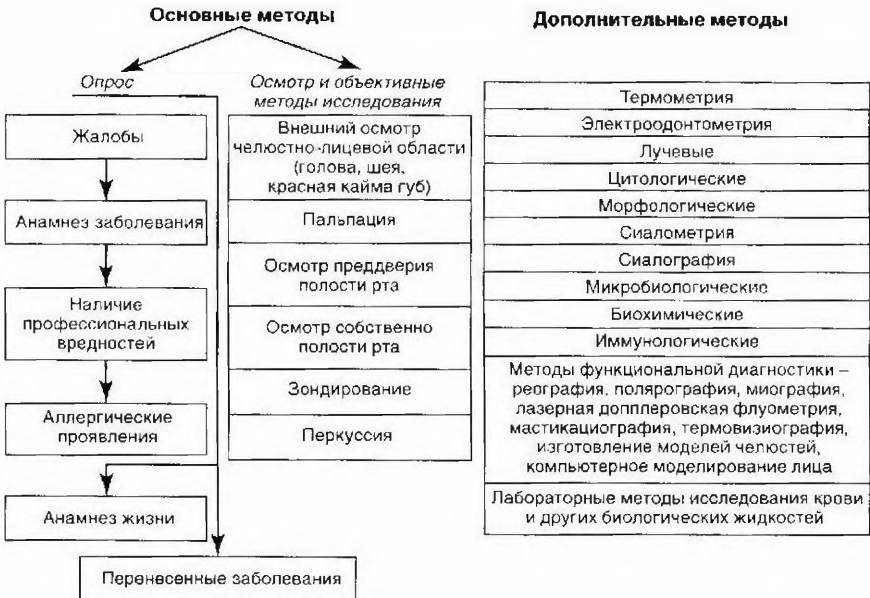 Основные методы
Опрос
Жалобы
Анамнез заболевания
Наличие
профессиональных
вредностей
Аллергические
проявления
Анамнез жизни
Перенесенные заболевания
Осмотр и объективные
методы исследования
Внешний осмотр
челюстно-лицевой области
(голова, шея,
красная кайма губ)
Пальпация
Осмотр преддверия
полости рта
Осмотр собственно
полости рта
Зондирование
Перкуссия
Дополнительные методы
Термометрия
Электроодонтометрия
Лучевые
Цитологические
Морфологические
Сиалометрия
Сиалография
Микробиологические
Биохимические
Иммунологические
Методы функциональной диагностики –
реография, полярография, миография,
лазерная допплеровская флуометрия,
мастикациография, термовизиография,
изготовление моделей челюстей,
компьютерное моделирование лица
Лабораторные методы исследования крови
и других биологических жидкостей